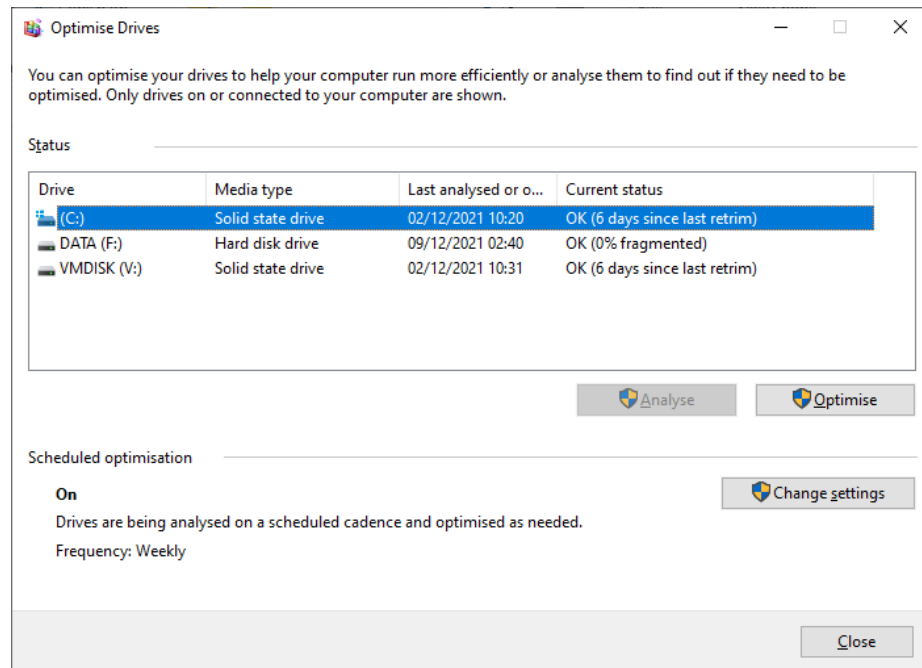 Optimise Drives
You can optimise your drives to help your computer run more efficiently or analyse them to find out if they need to be
optimised. Only drives on or connected to your computer are shown.
Status
Drive Media type Last analysed or o... Current status
(C:) Solid state drive 02/12/2021 10:20 OK (6 days since last retrim)
DATA (F:) Hard disk drive 09/12/2021 02:40 OK (0% fragmented)
VMDISK (V:) Solid state drive 02/12/2021 10:31 OK (6 days since last retrim)
Analyse Optimise
Scheduled optimisation
On Change settings
Drives are being analysed on a scheduled cadence and optimised as needed.
Frequency: Weekly
Close